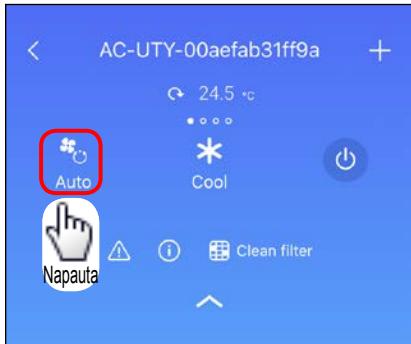 AC-UTY-00aefab31ff9a
24.5 °C
Auto
Cool
Napauta
Clean filter